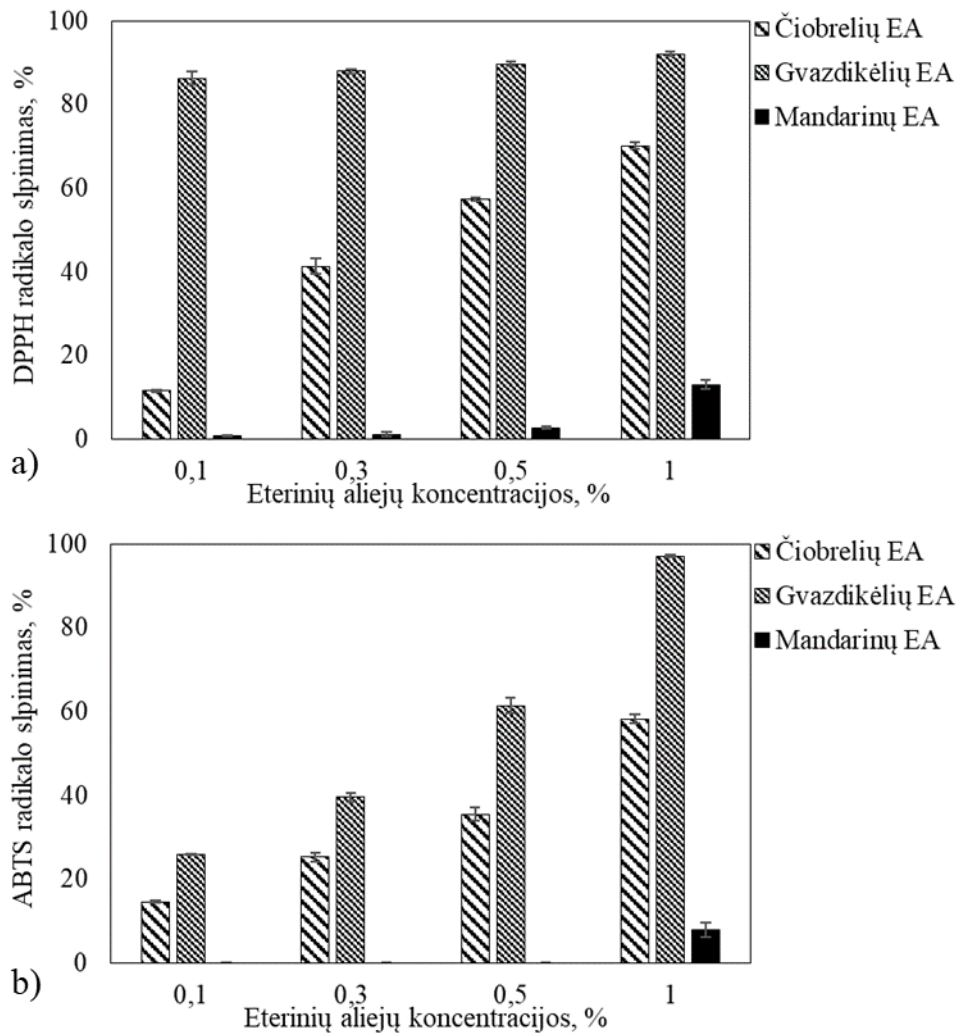 100
80
60
40
20
0
DPPH radikalo slpinimas, %
Čiobrelių EA
Gvazdikėlių EA
Mandarinų EA
a)
0,1 0,3 0,5 1
Eterinių aliejų koncentracijos, %
100
80
60
40
20
0
ABTS radikalo slpinimas, %
Čiobrelių EA
Gvazdikėlių EA
Mandarinų EA
b)
0,1 0,3 0,5 1
Eterinių aliejų koncentracijos, %